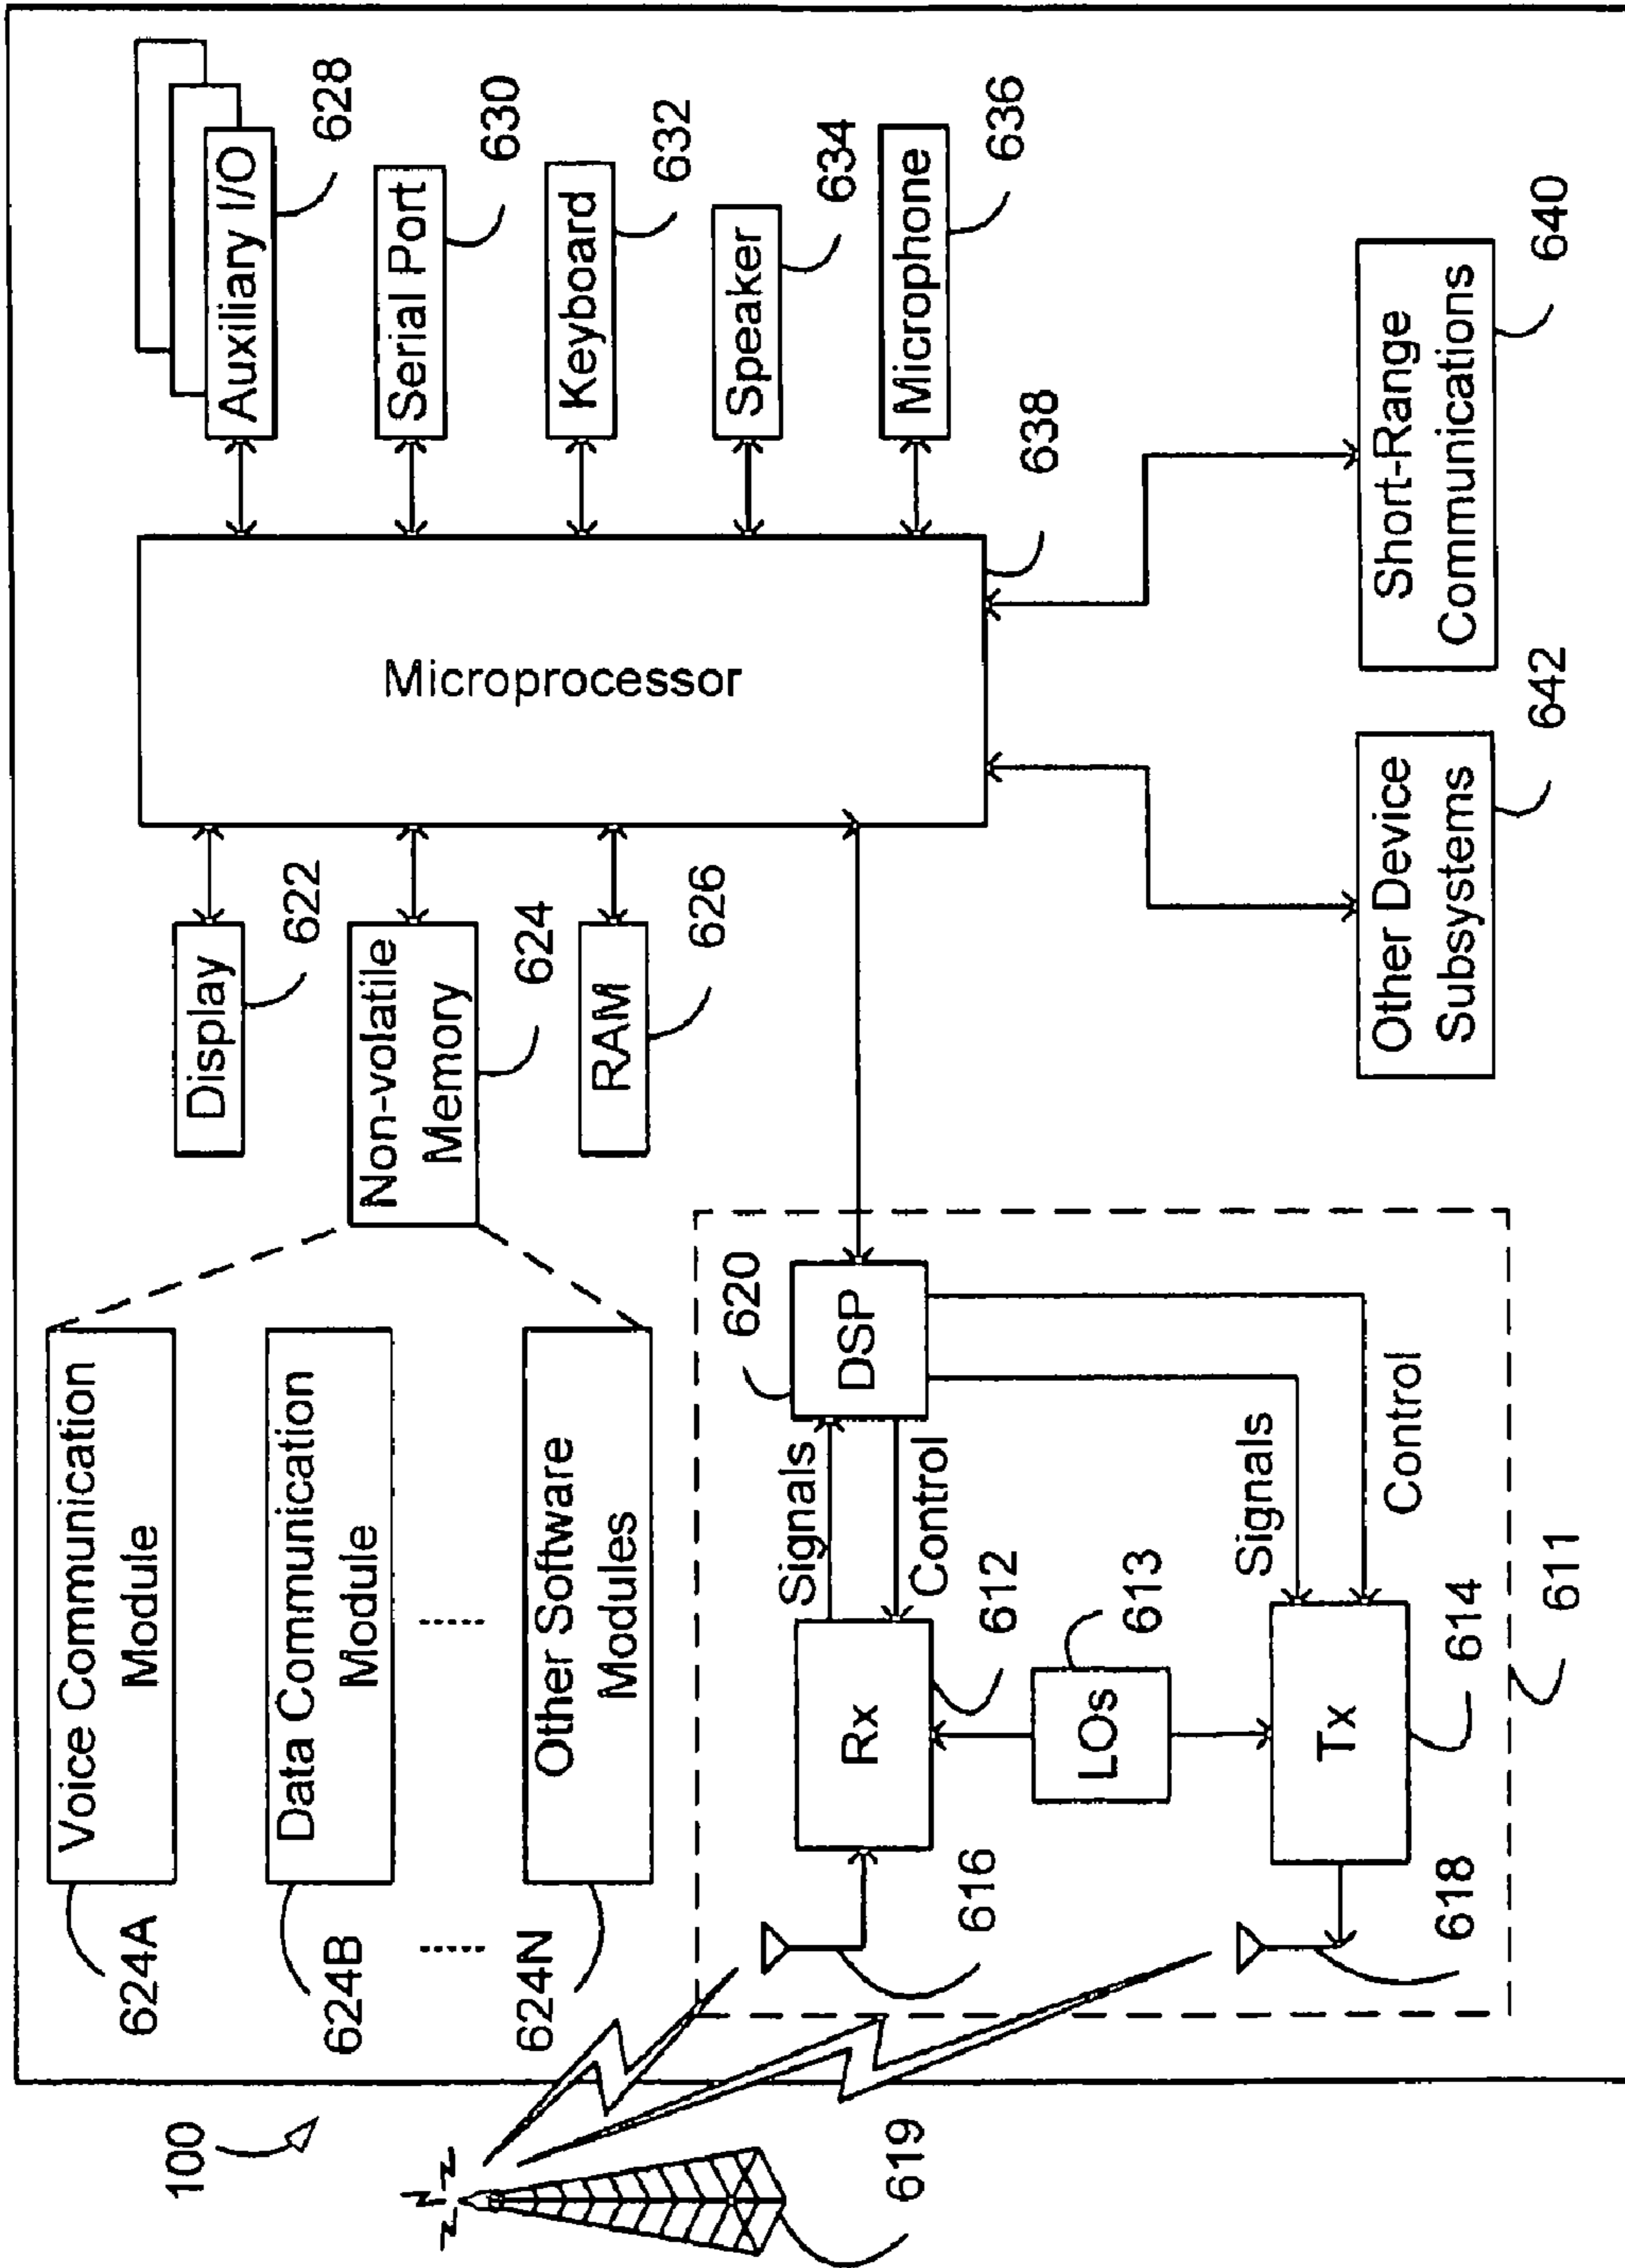 100
619
624A
Voice Communication
Module
624B
Data Communication
Module
624N
Other Software
Modules
Display
622
Non-volatile
Memory
624
RAM
626
Microprocessor
638
Auxiliary I/O
628
Serial Port
630
Keyboard
632
Speaker
634
Microphone
636
Short-Range
Communications
640
Other Device
Subsystems
642
DSP
620
Signals
Control
Rx
612
LOs
613
Signals
Control
Tx
614
616
618
611